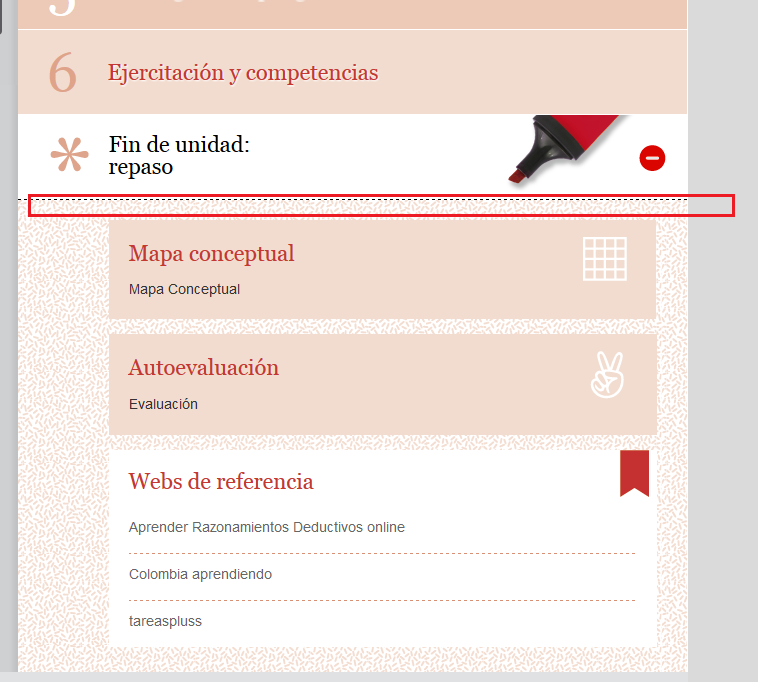 6
Ejercitación y competencias
* Fin de unidad:
repaso
Mapa conceptual
Mapa Conceptual
Autoevaluación
Evaluación
Webs de referencia
Aprender Razonamientos Deductivos online
Colombia aprendiendo
tareaspluss